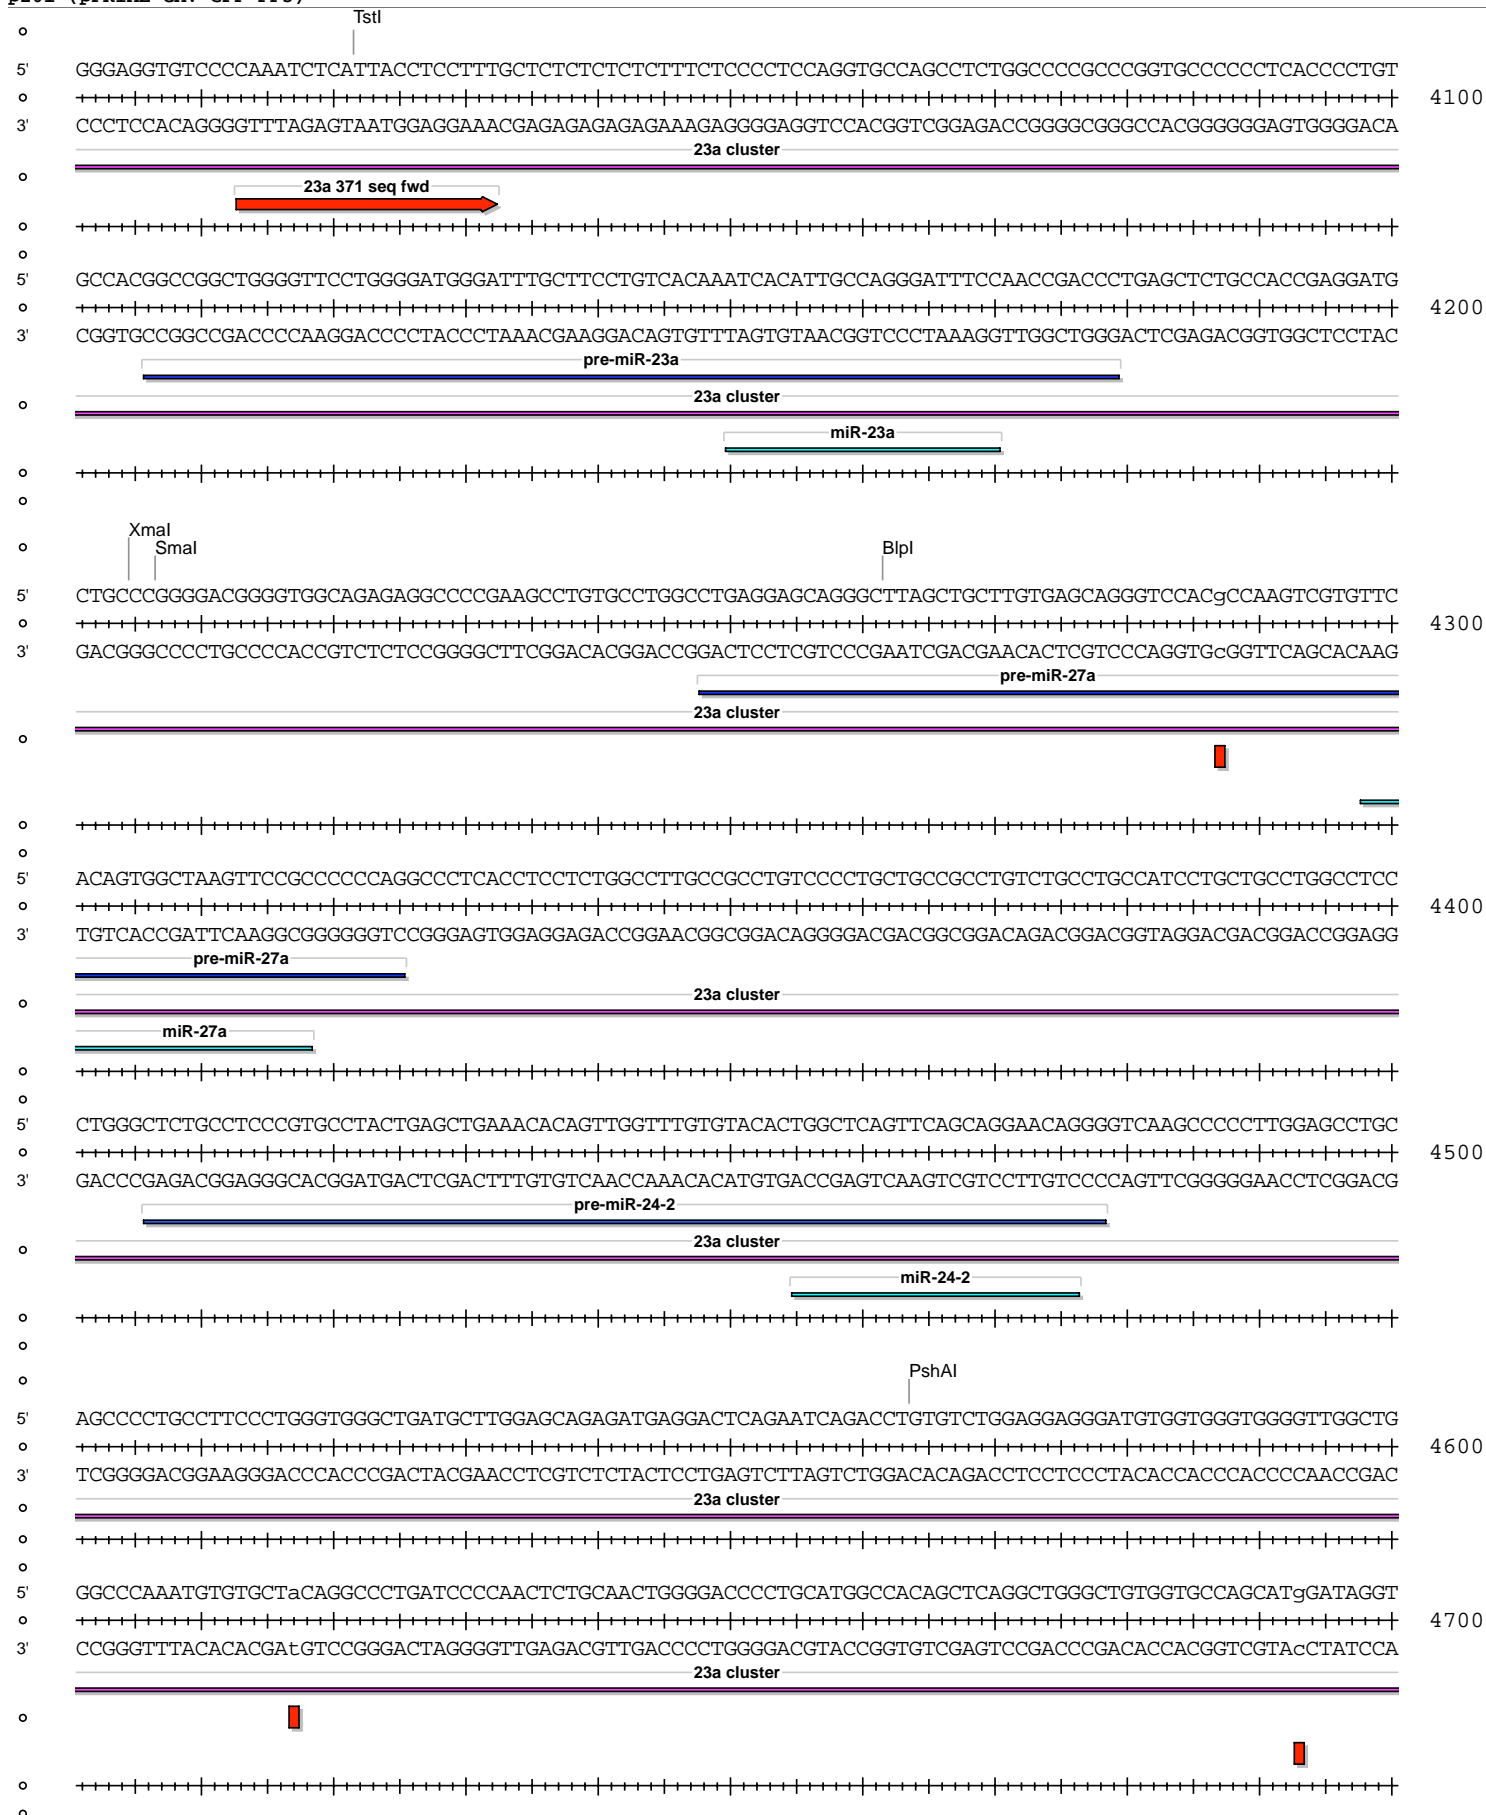 TstI
5' GGGAGGTGTCCCCAAATCTCATTACCTCCTTTGCTCTCTCTCTCTTTCTCCCCTCCAGGTGCCAGCCTCTGGCCCCGCCCGGTGCCCCCCTCACCCCTGT
4100
3' CCCTCCACAGGGGTTTAGAGTAATGGAGGAAACGAGAGAGAGAGAAAGAGGGGAGGTCCACGGTCGGAGACCGGGGCGGGCCACGGGGGGAGTGGGGACA
23a cluster
23a 371 seq fwd
5' GCCACGGCCGGCTGGGGTTCCTGGGGATGGGATTTGCTTCCTGTCACAAATCACATTGCCAGGGATTTCCAACCGACCCTGAGCTCTGCCACCGAGGATG
4200
3' CGGTGCCGGCCGACCCCAAGGACCCCTACCCTAAACGAAGGACAGTGTTTAGTGTAACGGTCCCTAAAGGTTGGCTGGGACTCGAGACGGTGGCTCCTAC
pre-miR-23a
23a cluster
miR-23a
XmaI
SmaI
BlpI
5' CTGCCCGGGGACGGGGTGGCAGAGAGGCCCCGAAGCCTGTGCCTGGCCTGAGGAGCAGGGCTTAGCTGCTTGTGAGCAGGGTCCACgCCAAGTCGTGTTC
4300
3' GACGGGCCCCTGCCCCACCGTCTCTCCGGGGCTTCGGACACGGACCGGACTCCTCGTCCCGAATCGACGAACACTCGTCCCAGGTGcGGTTCAGCACAAG
pre-miR-27a
23a cluster
5' ACAGTGGCTAAGTTCCGCCCCCCAGGCCCTCACCTCCTCTGGCCTTGCCGCCTGTCCCCTGCTGCCGCCTGTCTGCCTGCCATCCTGCTGCCTGGCCTCC
4400
3' TGTCACCGATTCAAGGCGGGGGGTCCGGGAGTGGAGGAGACCGGAACGGCGGACAGGGGACGACGGCGGACAGACGGACGGTAGGACGACGGACCGGAGG
pre-miR-27a
23a cluster
miR-27a
5' CTGGGCTCTGCCTCCCGTGCCTACTGAGCTGAAACACAGTTGGTTTGTGTACACTGGCTCAGTTCAGCAGGAACAGGGGTCAAGCCCCCTTGGAGCCTGC
4500
3' GACCCGAGACGGAGGGCACGGATGACTCGACTTTGTGTCAACCAAACACATGTGACCGAGTCAAGTCGTCCTTGTCCCCAGTTCGGGGGAACCTCGGACG
pre-miR-24-2
23a cluster
miR-24-2
PshAI
5' AGCCCCTGCCTTCCCTGGGTGGGCTGATGCTTGGAGCAGAGATGAGGACTCAGAATCAGACCTGTGTCTGGAGGAGGGATGTGGTGGGTGGGGTTGGCTG
4600
3' TCGGGGACGGAAGGGACCCACCCGACTACGAACCTCGTCTCTACTCCTGAGTCTTAGTCTGGACACAGACCTCCTCCCTACACCACCCACCCCAACCGAC
23a cluster
5' GGCCCAAATGTGTGCTaCAGGCCCTGATCCCCAACTCTGCAACTGGGGACCCCTGCATGGCCACAGCTCAGGCTGGGCTGTGGTGCCAGCATgGATAGGT
4700
3' CCGGGTTTACACACGAtGTCCGGGACTAGGGGTTGAGACGTTGACCCCTGGGGACGTACCGGTGTCGAGTCCGACCCGACACCACGGTCGTAcCTATCCA
23a cluster